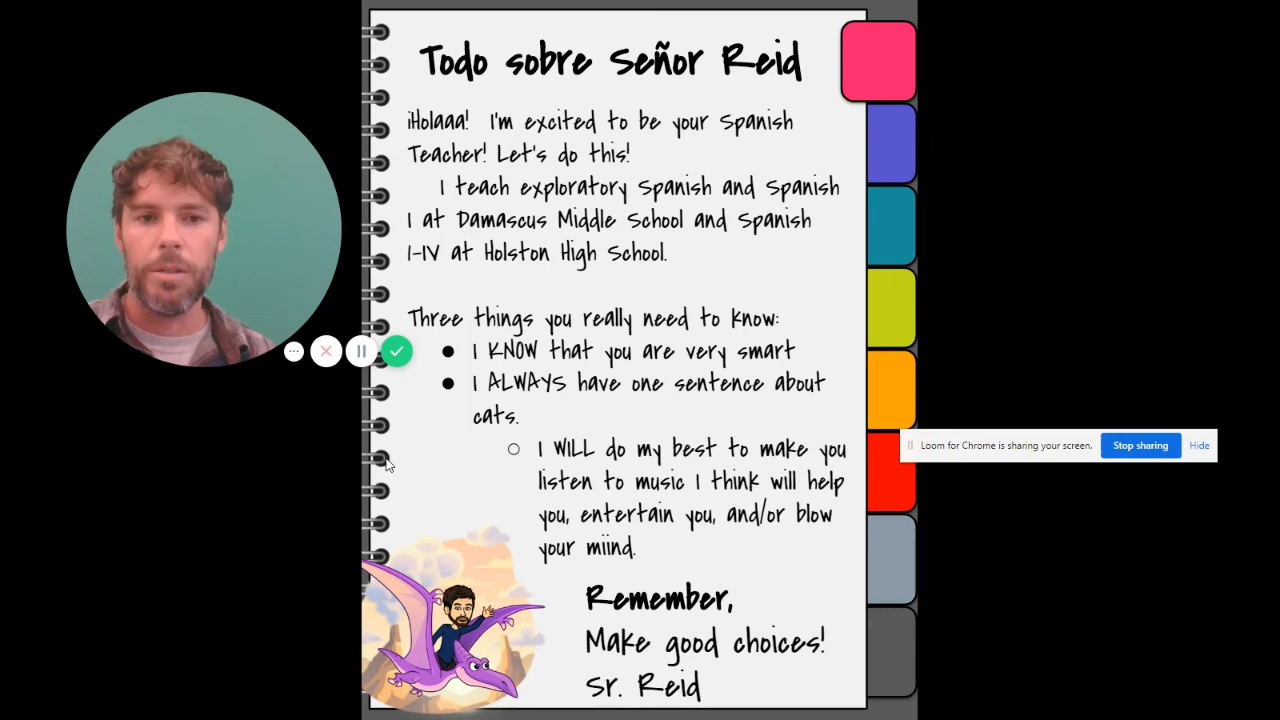 Todo sobre Señor Reid
¡Holaaa! I'm excited to be your Spanish
Teacher! Let's do this!
I teach exploratory Spanish and Spanish
1 at Damascus Middle School and Spanish
I-IV at Holston High School.
Three things you really need to know:
● I KNOW that you are very smart
● I ALWAYS have one sentence about
cats.
○ I WILL do my best to make you
listen to music I think will help
you, entertain you, and/or blow
your miind.
Remember,
Make good choices!
Sr. Reid
Loom for Chrome is sharing your screen. Stop sharing Hide